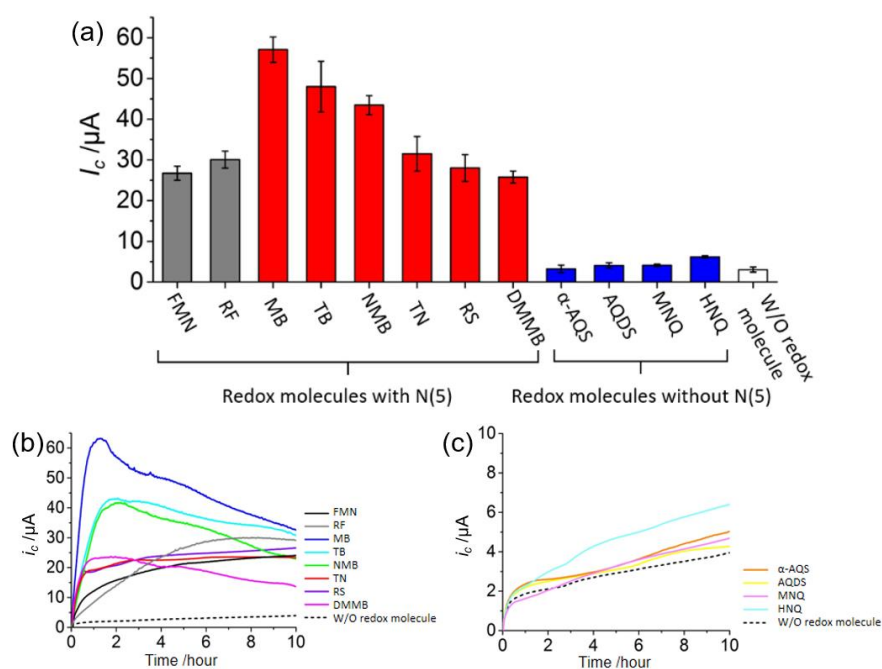 (a)
I_c /µA
60
50
40
30
20
10
0
FMN
RF
MB
TB
NMB
TN
RS
DMMB
α-AQS
AQDS
MNQ
HNQ
W/O redox
molecule
Redox molecules with N(5)
Redox molecules without N(5)
(b)
i_c /µA
60
50
40
30
20
10
0
0 2 4 6 8 10
Time /hour
FMN
RF
MB
TB
NMB
TN
RS
DMMB
W/O redox molecule
(c)
i_c /µA
10
8
6
4
2
0
0 2 4 6 8 10
Time /hour
α-AQS
AQDS
MNQ
HNQ
W/O redox molecule